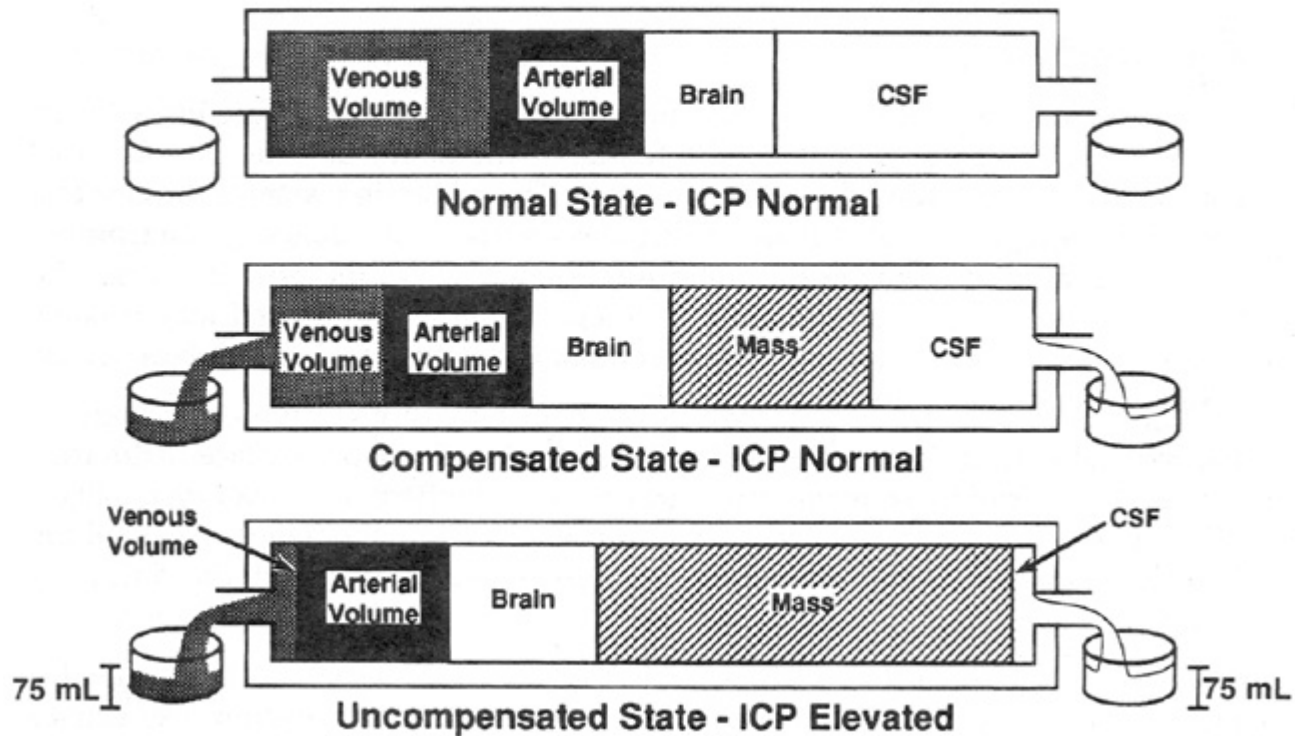 Venous
Volume
Arterial
Volume
Brain
CSF
Normal State - ICP Normal
Venous
Volume
Arterial
Volume
Brain
Mass
CSF
Compensated State - ICP Normal
Venous
Volume
CSF
Arterial
Volume
Brain
Mass
75 mL
75 mL
Uncompensated State - ICP Elevated